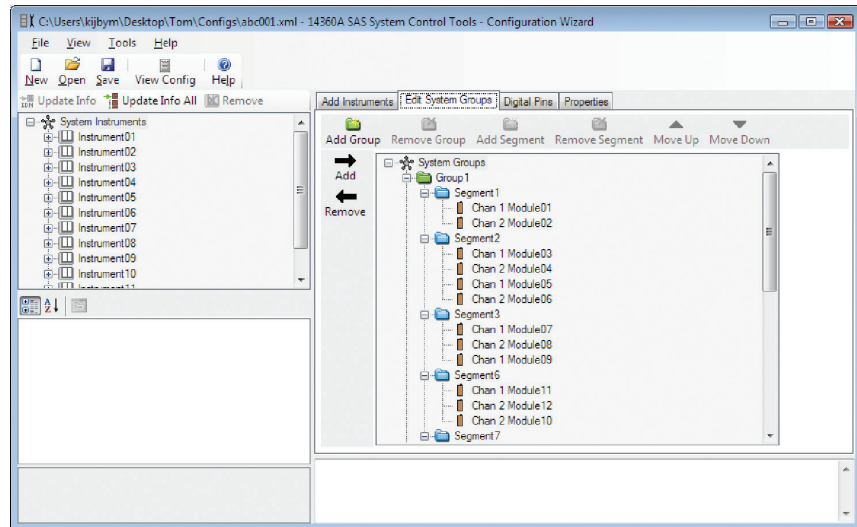 C:\Users\kijbym\Desktop\Tom\Configs\abc001.xml - 14360A SAS System Control Tools - Configuration Wizard
File View Tools Help
New Open Save View Config Help
IDN Update Info Update Info All Remove
System Instruments
Instrument01
Instrument02
Instrument03
Instrument04
Instrument05
Instrument06
Instrument07
Instrument08
Instrument09
Instrument10
Instrument11
Add Instruments Edit System Groups Digital Pins Properties
Add Group Remove Group Add Segment Remove Segment Move Up Move Down
Add
Remove
System Groups
Group1
Segment1
Chan 1 Module01
Chan 2 Module02
Segment2
Chan 1 Module03
Chan 2 Module04
Chan 1 Module05
Chan 2 Module06
Segment3
Chan 1 Module07
Chan 2 Module08
Chan 1 Module09
Segment6
Chan 1 Module11
Chan 2 Module12
Chan 2 Module10
Segment7